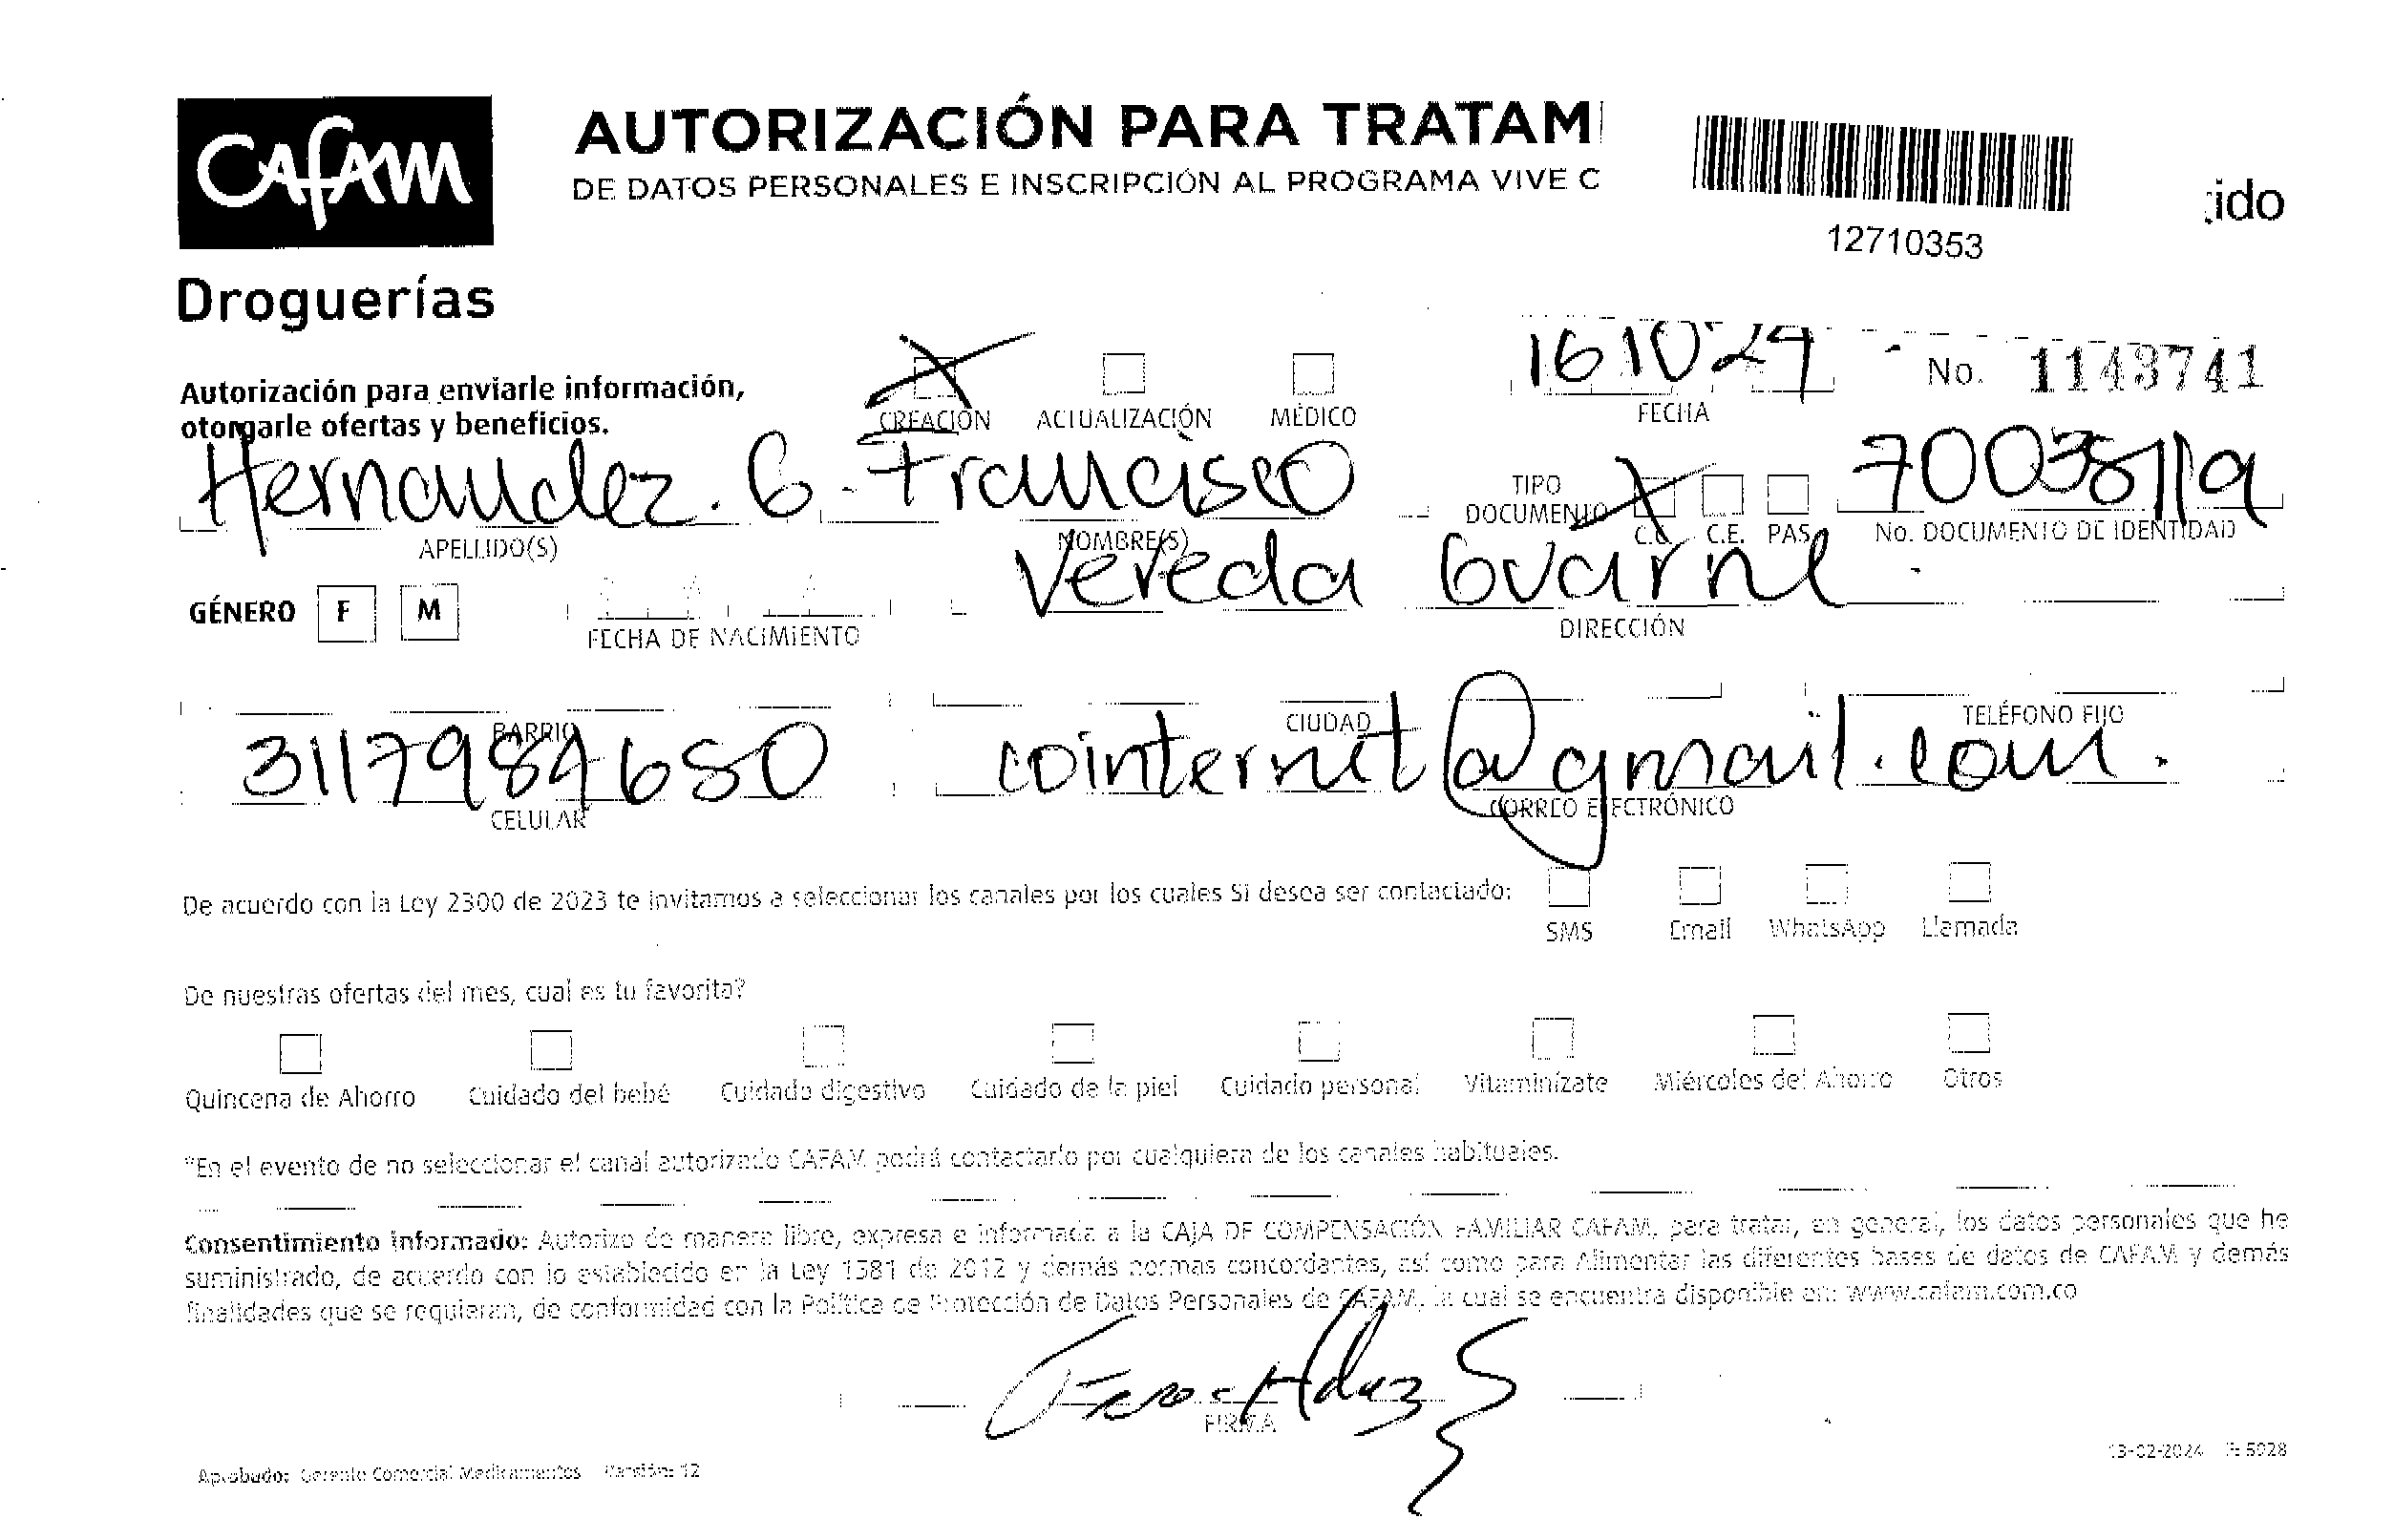 CAFAM
Droguerías
AUTORIZACIÓN PARA TRATAM
DE DATOS PERSONALES E INSCRIPCIÓN AL PROGRAMA VIVE C
12710353
ido
Autorización para enviarle información,
otorgarle ofertas y beneficios.
CREACIÓN ACTUALIZACIÓN MÉDICO
161024
FECHA
No. 1143741
Hernandez. G. Francisco
APELLIDO(S) NOMBRE(S)
TIPO
DOCUMENTO
C.C. C.E. PAS.
70038119
No. DOCUMENTO DE IDENTIDAD
GÉNERO F M
FECHA DE NACIMIENTO
Vereda Guarne.
DIRECCIÓN
BARRIO CIUDAD TELÉFONO FIJO
3117984680 cointernet@gmail.com.
CELULAR CORREO ELECTRÓNICO
De acuerdo con la Ley 2300 de 2023 te invitamos a seleccionar los canales por los cuales SI desea ser contactado:
SMS Email WhatsApp Llamada
De nuestras ofertas del mes, cual es tu favorita?
Quincena de Ahorro Cuidado del bebé Cuidado digestivo Cuidado de la piel Cuidado personal Vitaminízate Miércoles del Ahorro Otros
*En el evento de no seleccionar el canal autorizado CAFAM podrá contactarlo por cualquiera de los canales habituales.
Consentimiento informado: Autorizo de manera libre, expresa e informada a la CAJA DE COMPENSACIÓN FAMILIAR CAFAM, para tratar, en general, los datos personales que he
suministrado, de acuerdo con lo establecido en la Ley 1581 de 2012 y demás normas concordantes, así como para Alimentar las diferentes bases de datos de CAFAM y demás
finalidades que se requieran, de conformidad con la Política de Protección de Datos Personales de CAFAM, la cual se encuentra disponible en: www.cafam.com.co
FIRMA
Aprobado: Gerente Comercial Medicamentos Versión: 12
13-02-2024 F: 5928